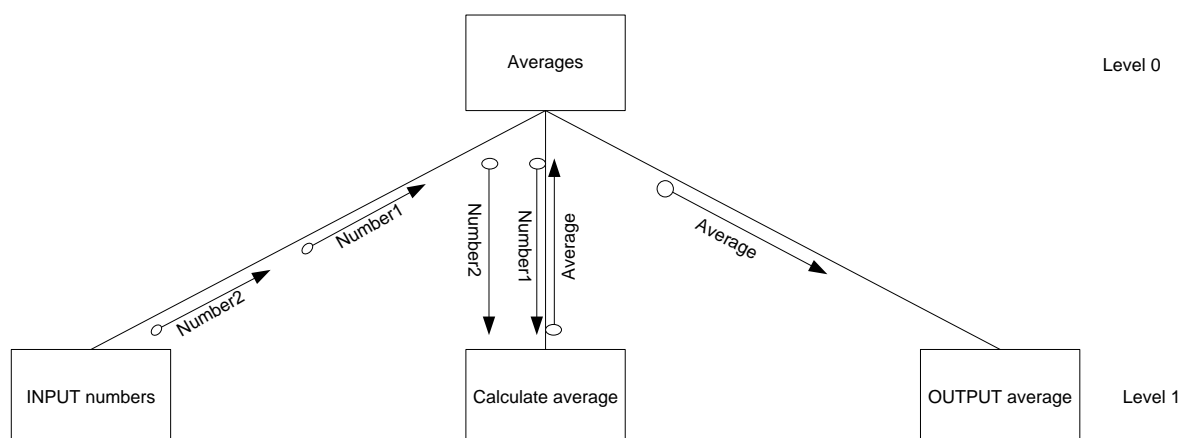 Averages
Level 0
Number1
Number2
Number2
Number1
Average
Average
INPUT numbers
Calculate average
OUTPUT average
Level 1